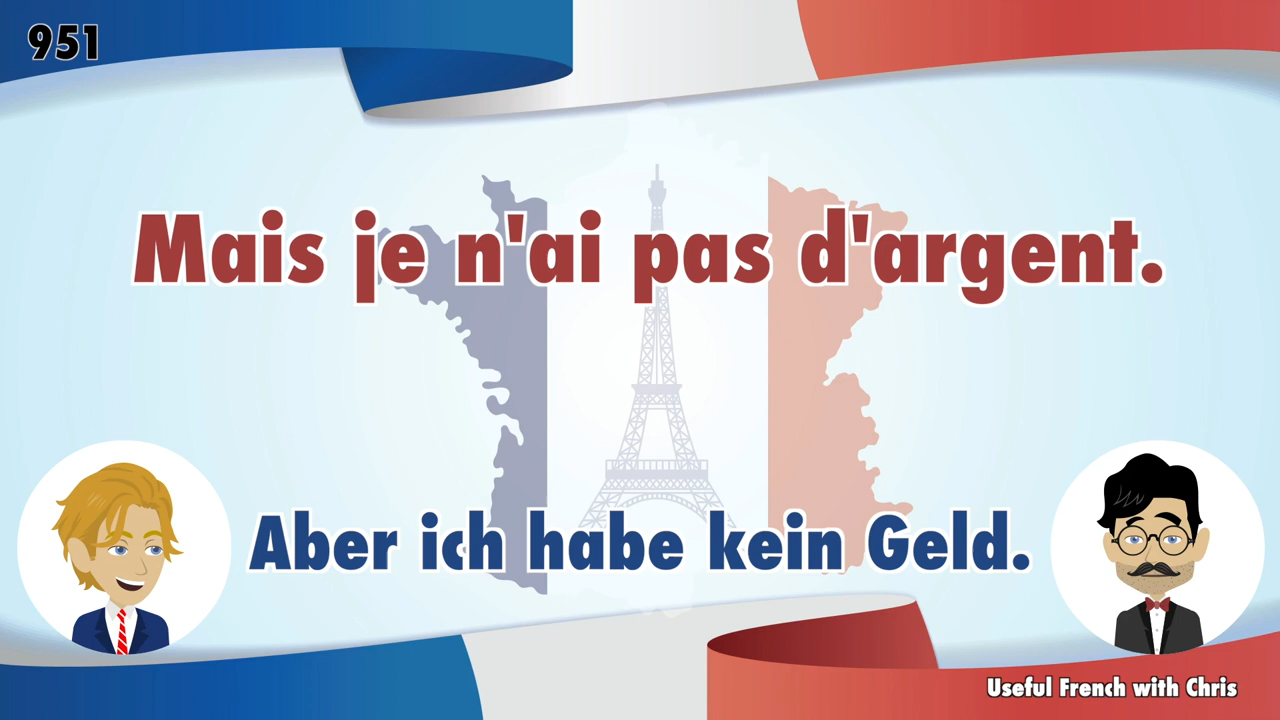 951
Mais je n'ai pas d'argent.
Aber ich habe kein Geld.
Useful French with Chris